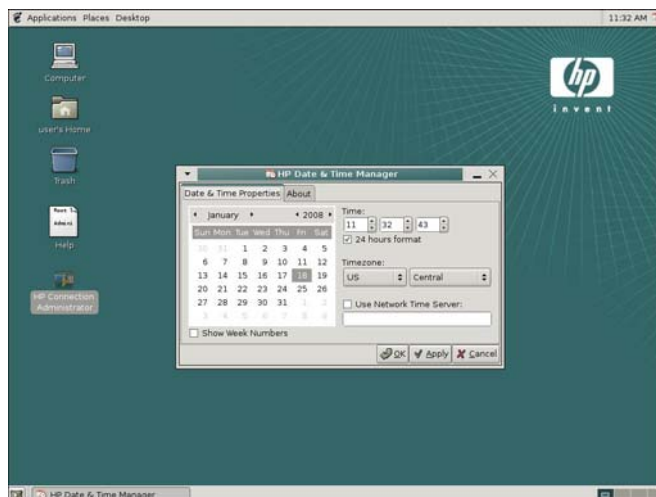 Applications Places Desktop 11:32 AM
Computer
user's Home
Trash
Help
HP Connection
Administrator
hp
invent
HP Date & Time Manager
Date & Time Properties About
January 2008
Sun Mon Tue Wed Thu Fri Sat
30 31 1 2 3 4 5
6 7 8 9 10 11 12
13 14 15 16 17 18 19
20 21 22 23 24 25 26
27 28 29 30 31 1 2
3 4 5 6 7 8 9
Show Week Numbers
Time:
11 32 43
24 hours format
Timezone:
US Central
Use Network Time Server:
OK Apply Cancel
HP Date & Time Manager